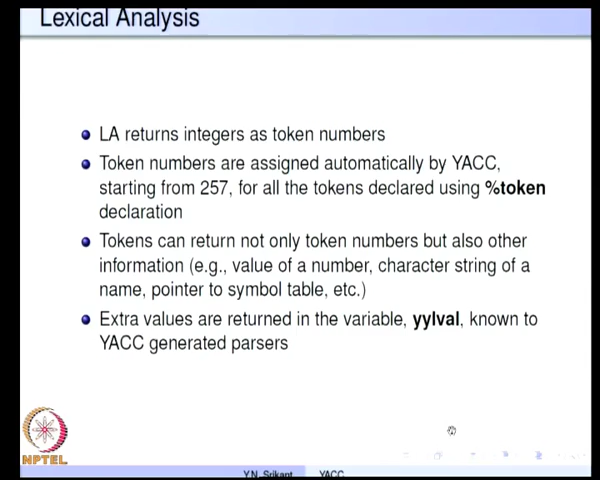 Lexical Analysis
LA returns integers as token numbers
Token numbers are assigned automatically by YACC,
starting from 257, for all the tokens declared using %token
declaration
Tokens can return not only token numbers but also other
information (e.g., value of a number, character string of a
name, pointer to symbol table, etc.)
Extra values are returned in the variable, yylval, known to
YACC generated parsers
NPTEL
Y.N. Srikant YACC